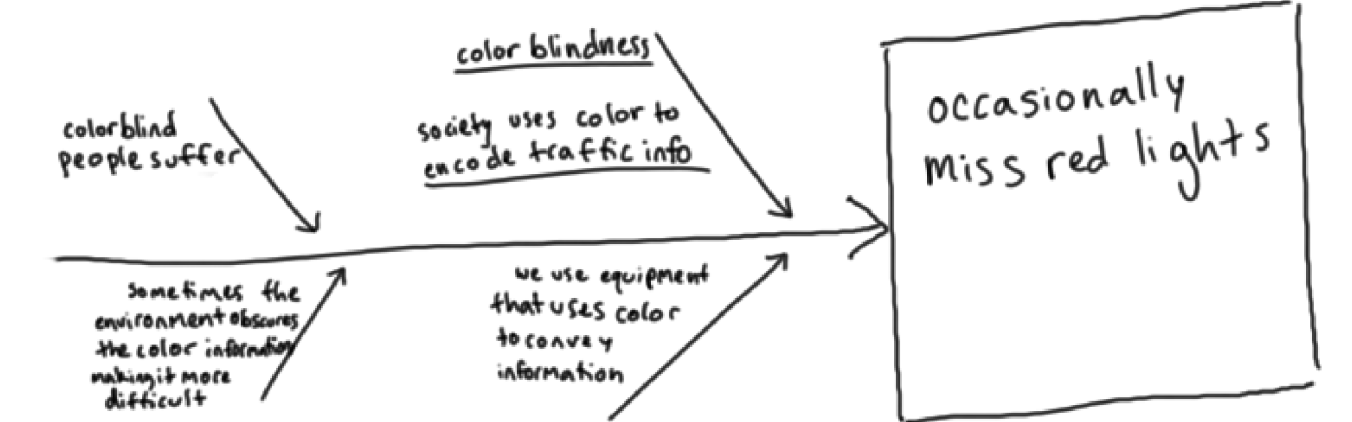 color blindness
society uses color to
encode traffic info
colorblind
people suffer
occasionally
miss red lights
sometimes the
environment obscures
the color information
making it more
difficult
we use equipment
that uses color
to convey
information